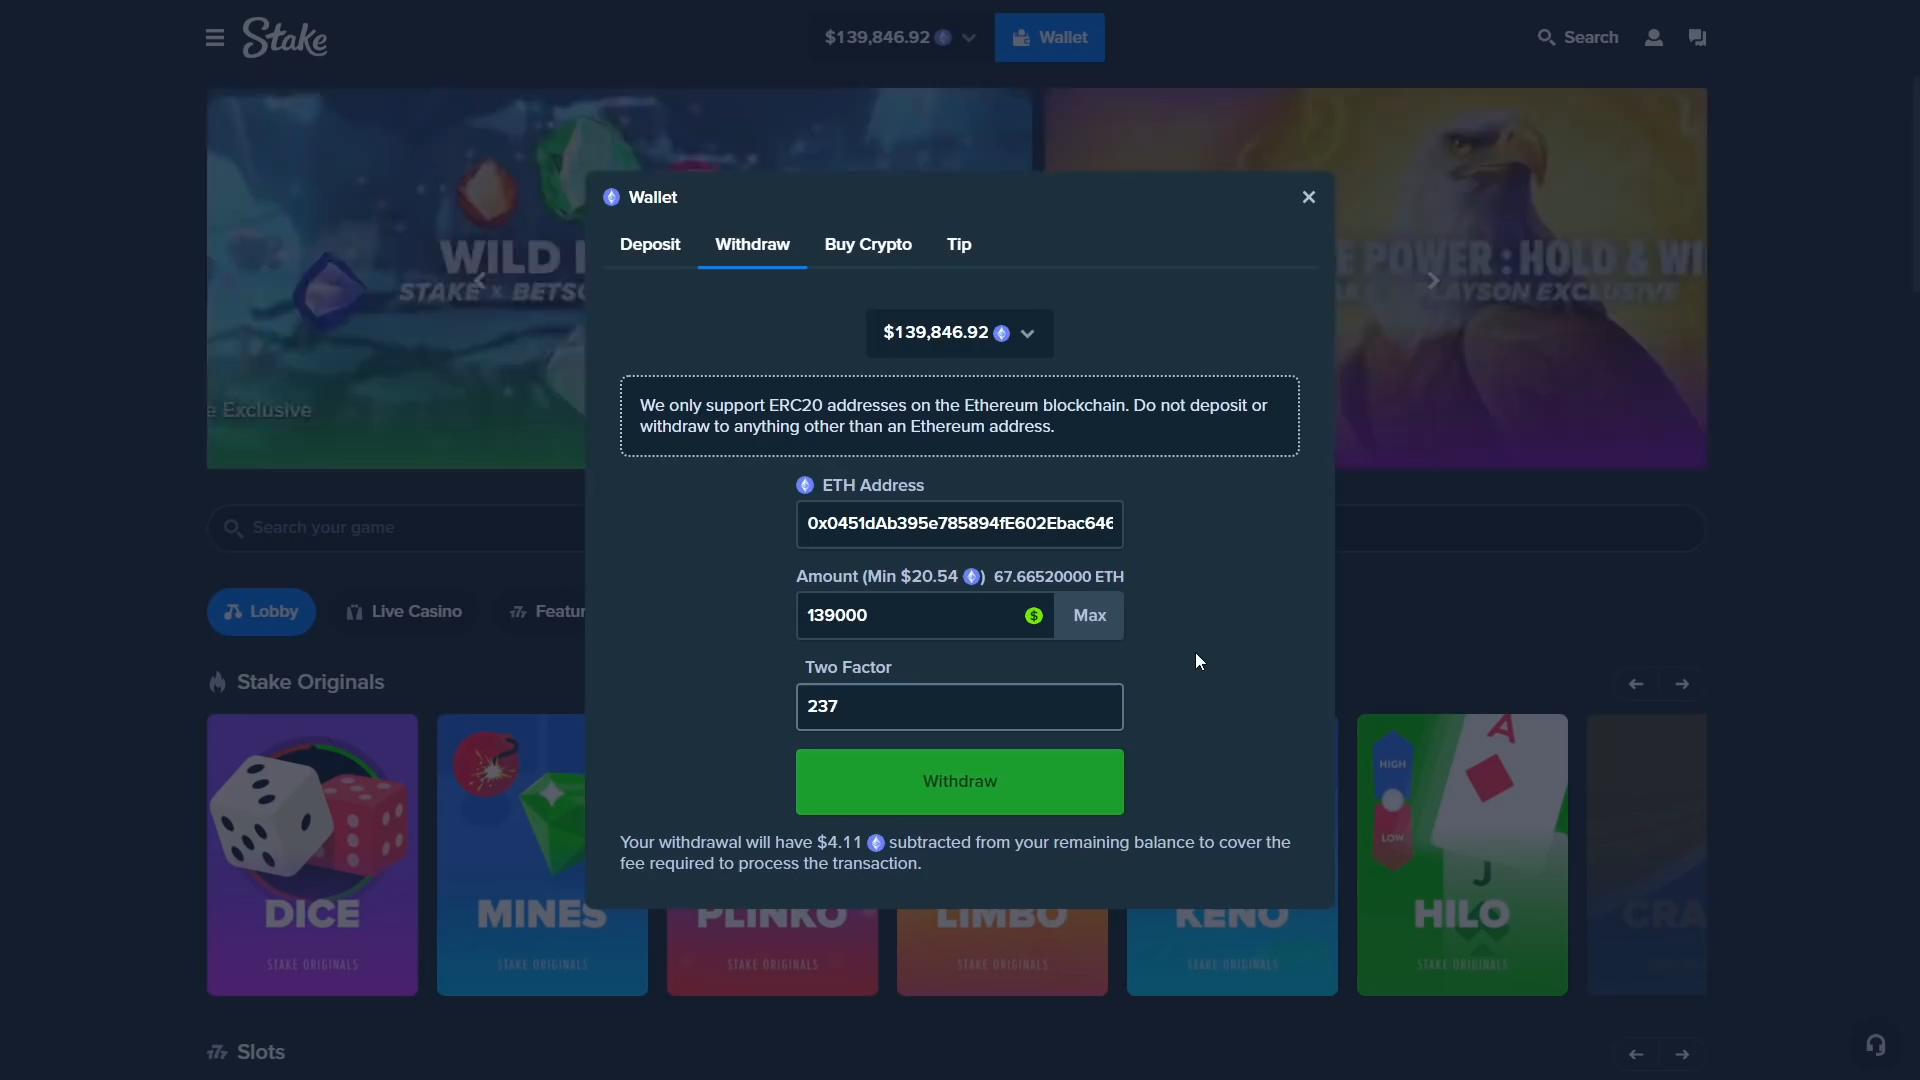 Stake
$139,846.92
Wallet
Search
WILD
STAKE x BETS
e Exclusive
E POWER : HOLD & WI
PLAYSON EXCLUSIVE
Wallet
Deposit
Withdraw
Buy Crypto
Tip
$139,846.92
We only support ERC20 addresses on the Ethereum blockchain. Do not deposit or
withdraw to anything other than an Ethereum address.
ETH Address
0x0451dAb395e785894fE602Ebac646
Amount (Min $20.54 ) 67.66520000 ETH
139000
$
Max
Two Factor
237
Withdraw
Your withdrawal will have $4.11 subtracted from your remaining balance to cover the
fee required to process the transaction.
Search your game
Lobby
Live Casino
Featur
Stake Originals
DICE
STAKE ORIGINALS
MINES
STAKE ORIGINALS
PLINKO
STAKE ORIGINALS
LIMBO
STAKE ORIGINALS
KENO
STAKE ORIGINALS
HIGH
LOW
A
J
HILO
STAKE ORIGINALS
CRA
Slots